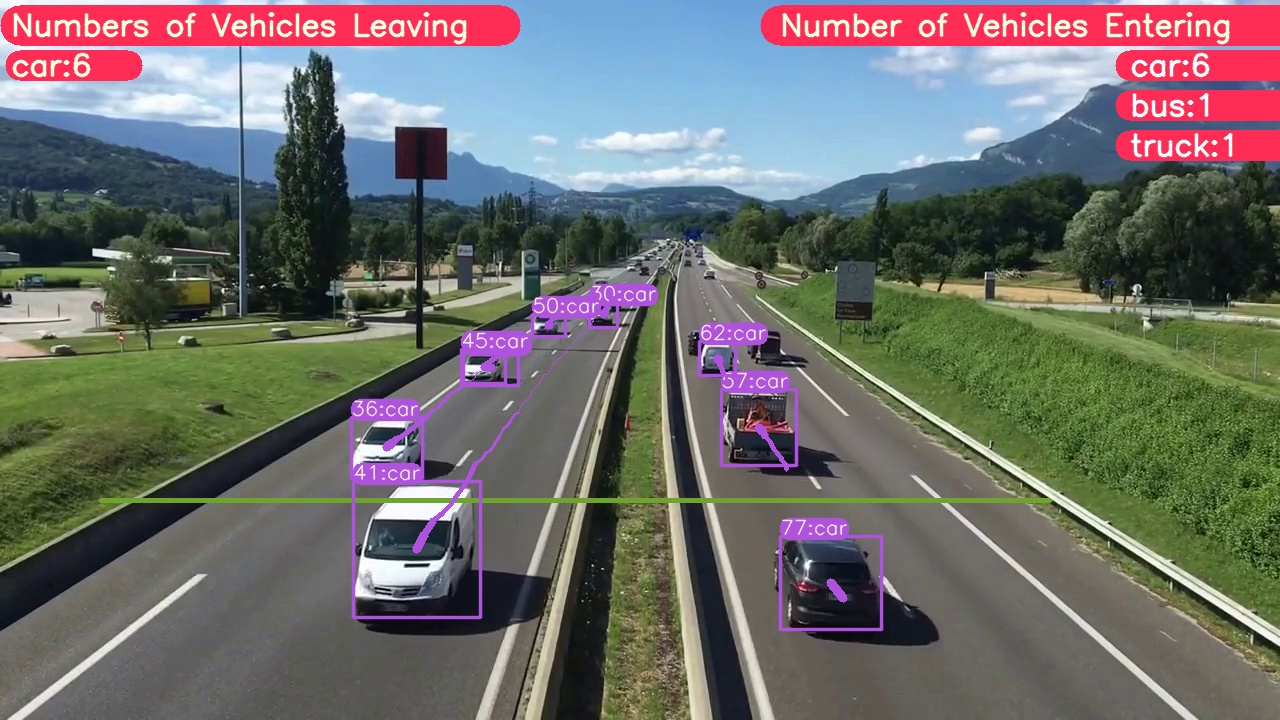 Numbers of Vehicles Leaving
Number of Vehicles Entering
car:6
car:6
bus:1
truck:1
30:car
50:car
45:car
62:car
57:car
36:car
41:car
77:car